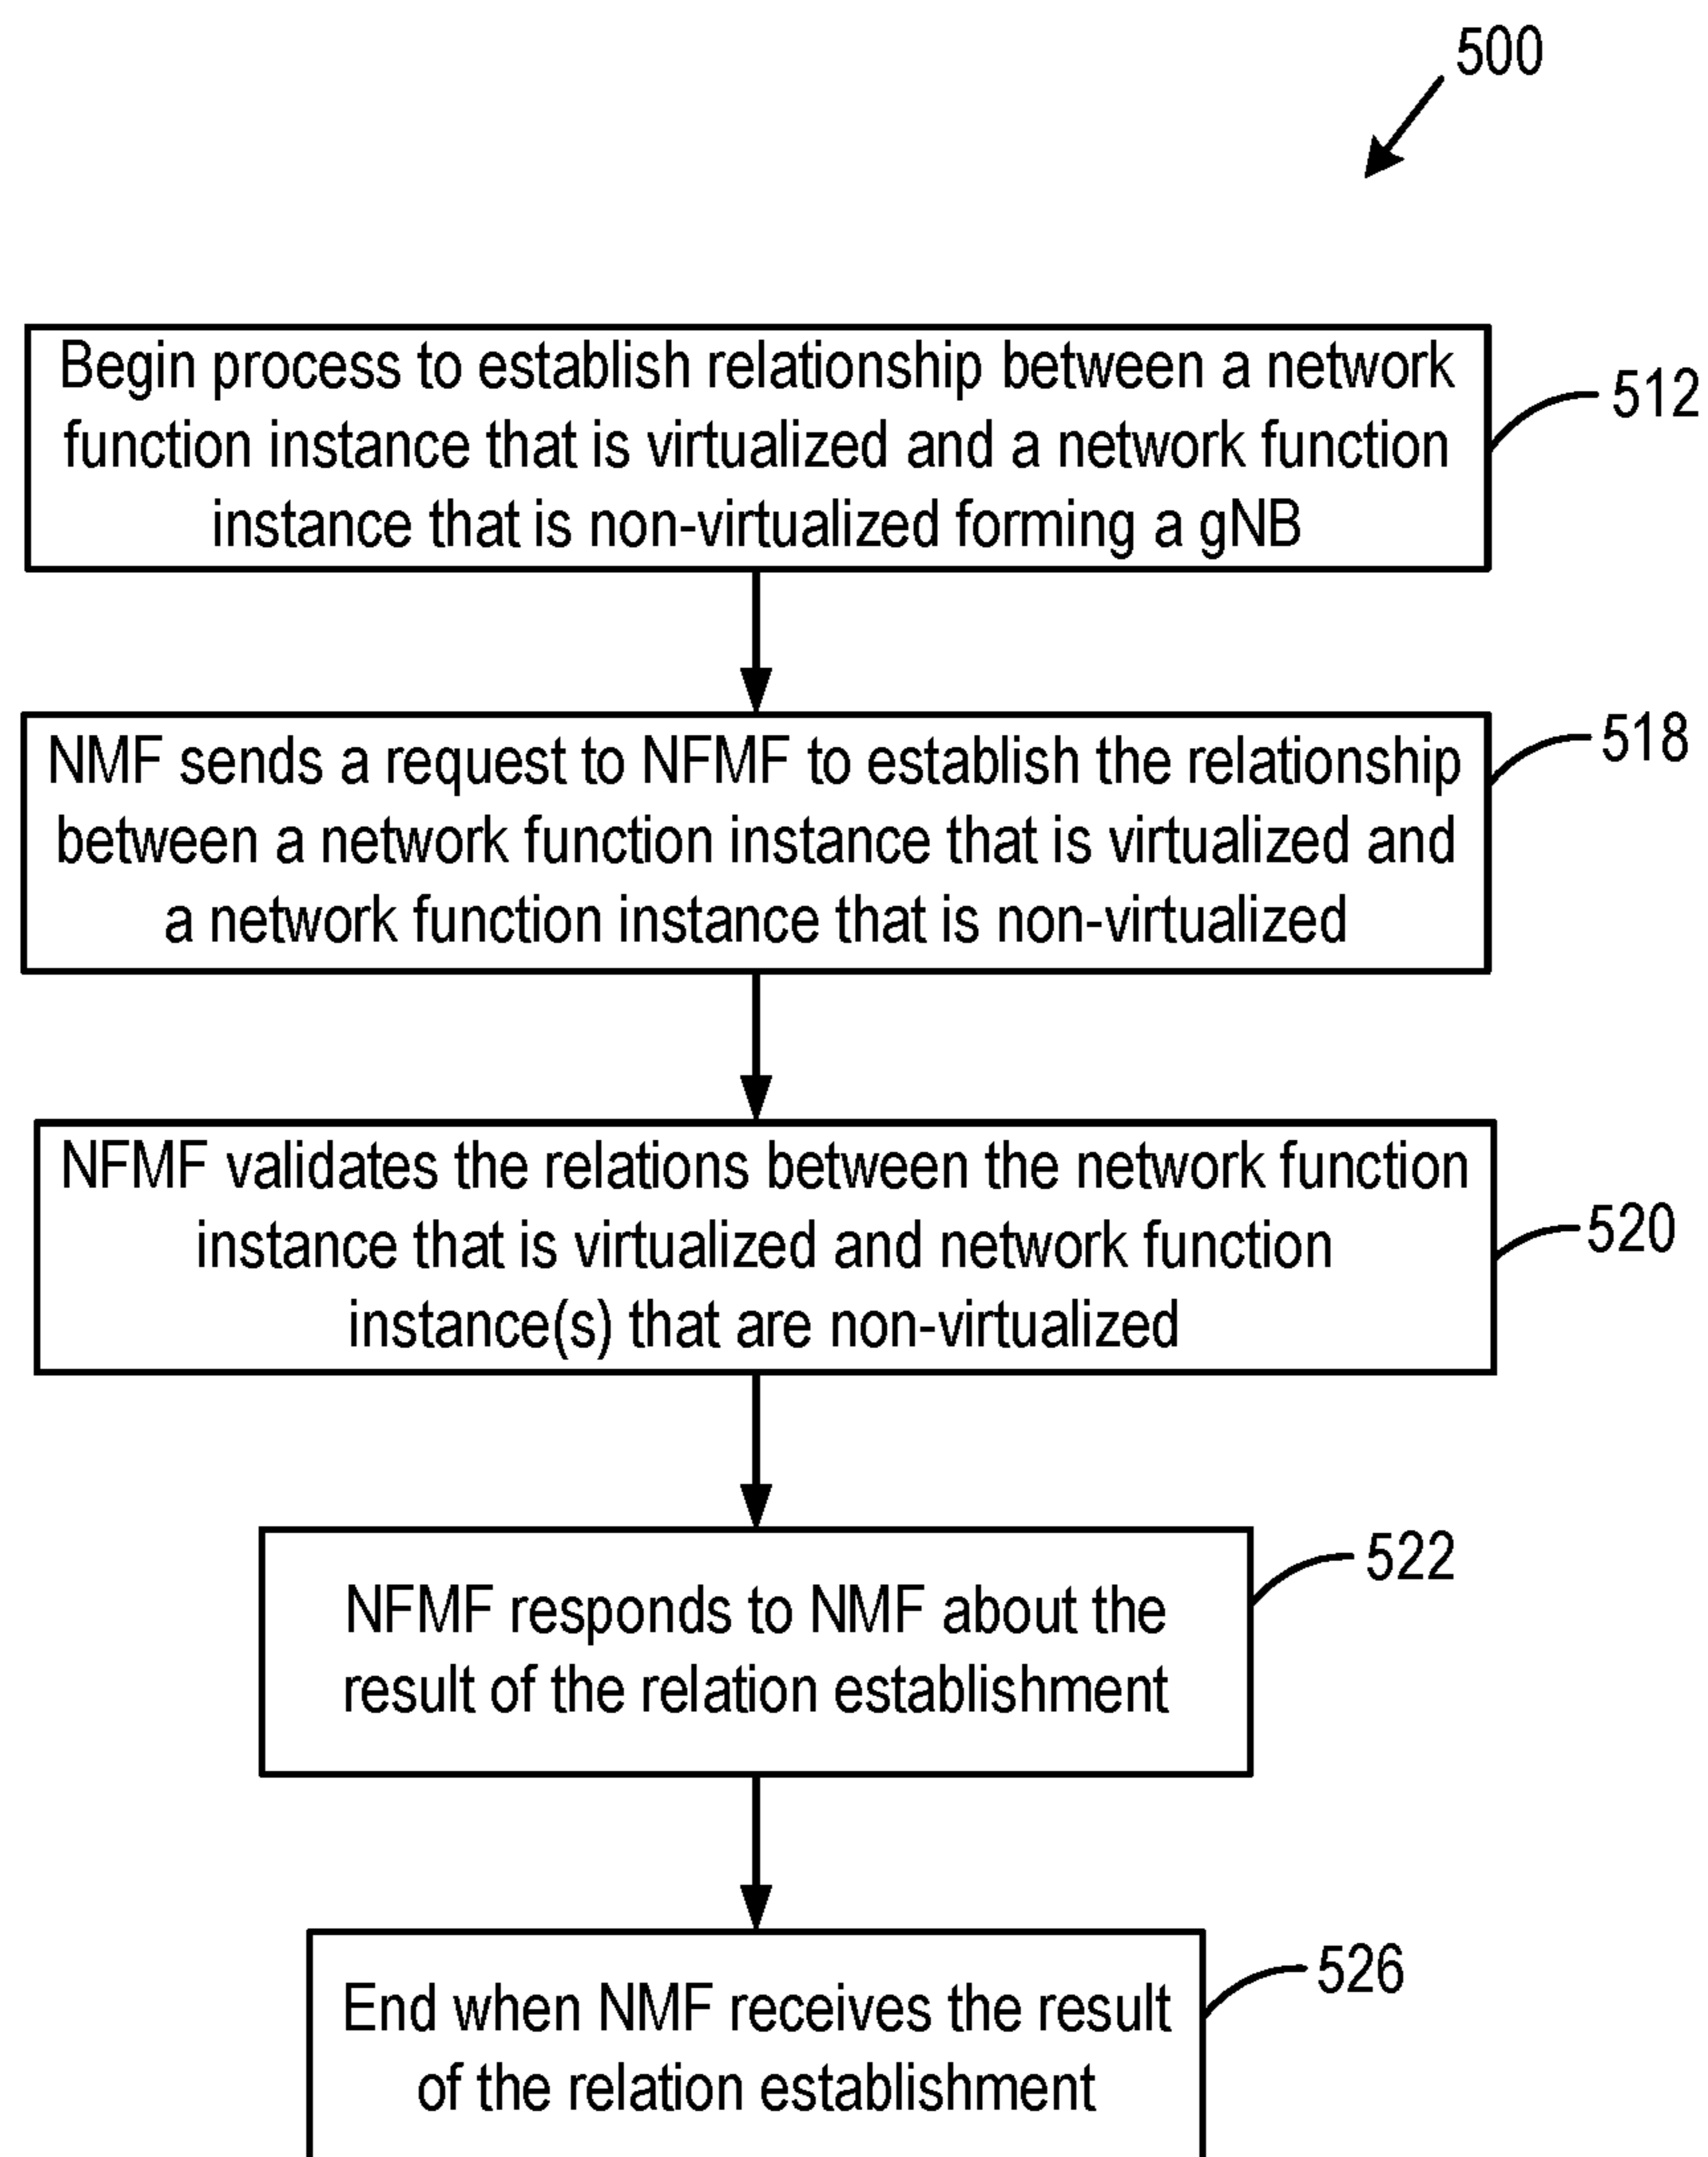 500
Begin process to establish relationship between a network
function instance that is virtualized and a network function
instance that is non-virtualized forming a gNB
512
NMF sends a request to NFMF to establish the relationship
between a network function instance that is virtualized and
a network function instance that is non-virtualized
518
NFMF validates the relations between the network function
instance that is virtualized and network function
instance(s) that are non-virtualized
520
NFMF responds to NMF about the
result of the relation establishment
522
End when NMF receives the result
of the relation establishment
526